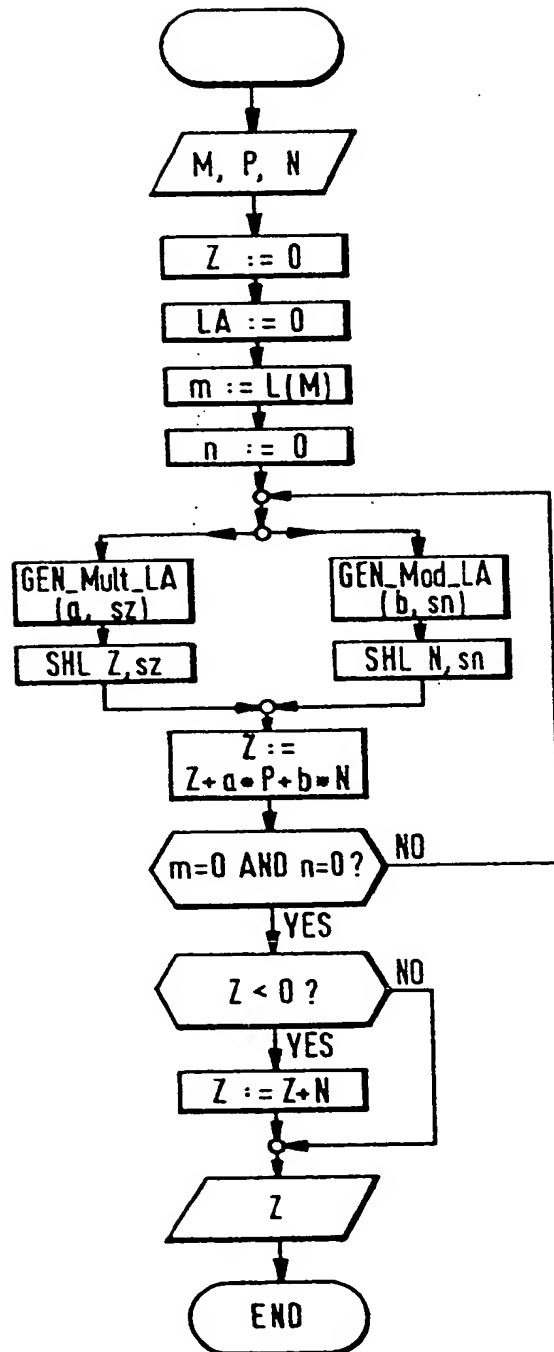 M, P, N
Z := 0
LA := 0
m := L(M)
n := 0
GEN_Mult_LA
(a, sz)
SHL Z,sz
GEN_Mod_LA
(b, sn)
SHL N,sn
Z :=
Z+a*P+b*N
m=0 AND n=0?
NO
YES
Z < 0?
NO
YES
Z := Z+N
Z
END